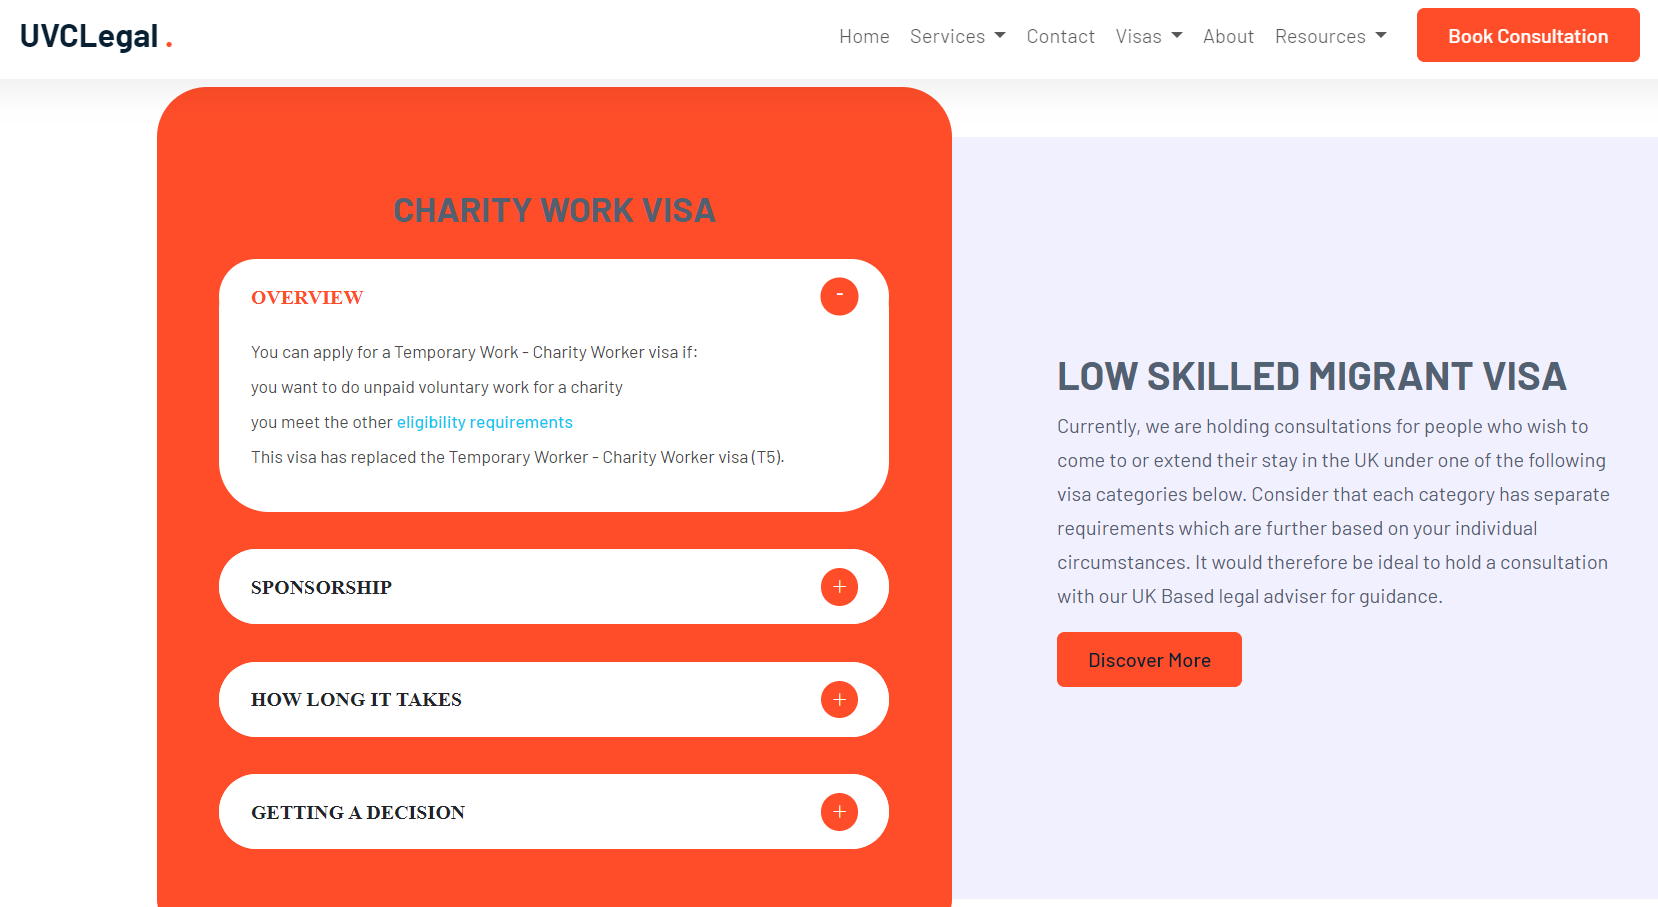 UVCLegal .
Home Services Contact Visas About Resources Book Consultation
CHARITY WORK VISA
OVERVIEW -
You can apply for a Temporary Work - Charity Worker visa if:
you want to do unpaid voluntary work for a charity
you meet the other eligibility requirements
This visa has replaced the Temporary Worker - Charity Worker visa (T5).
SPONSORSHIP +
HOW LONG IT TAKES +
GETTING A DECISION +
LOW SKILLED MIGRANT VISA
Currently, we are holding consultations for people who wish to
come to or extend their stay in the UK under one of the following
visa categories below. Consider that each category has separate
requirements which are further based on your individual
circumstances. It would therefore be ideal to hold a consultation
with our UK Based legal adviser for guidance.
Discover More